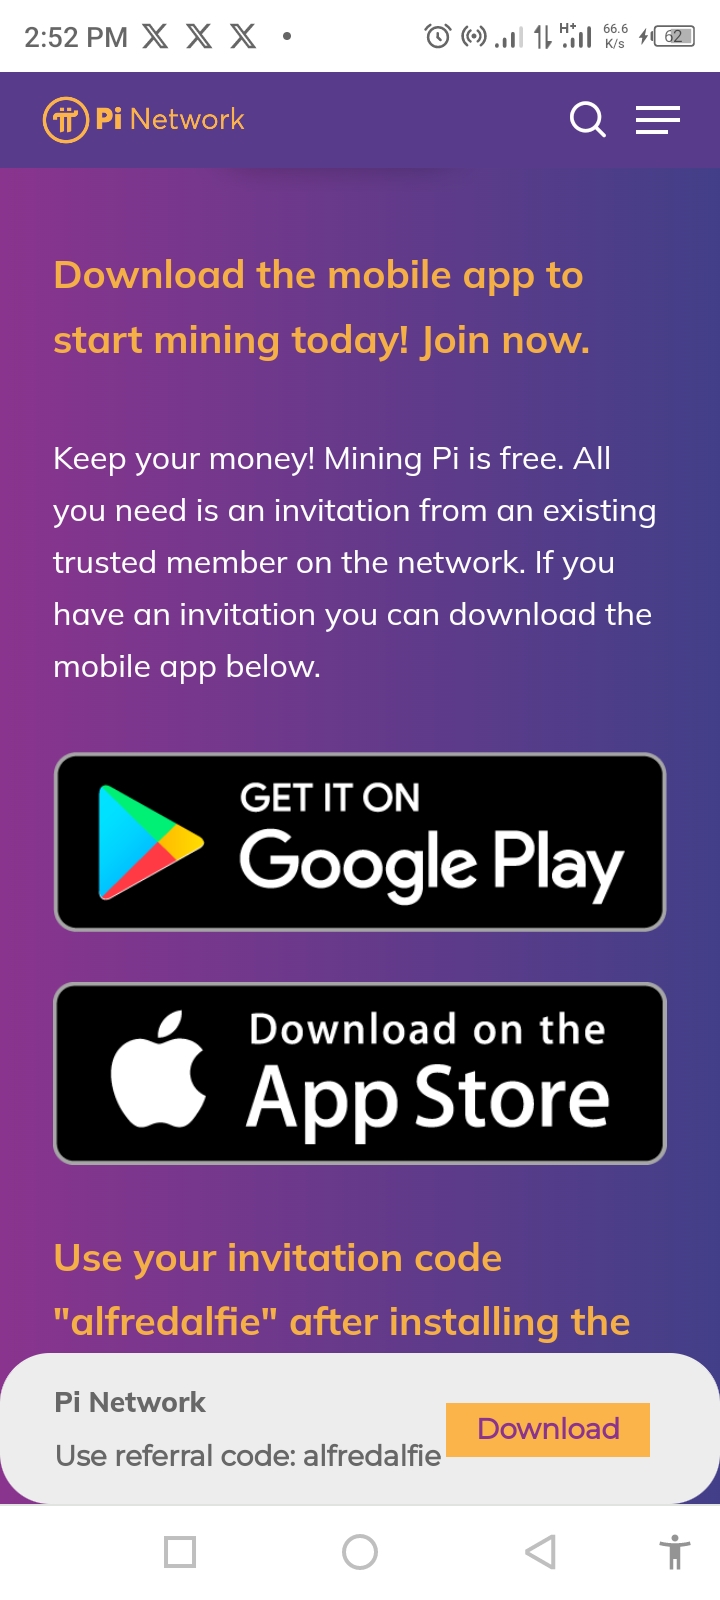 2:52 PM
H+
66.6
K/s
62
Pi Network
Download the mobile app to
start mining today! Join now.
Keep your money! Mining Pi is free. All
you need is an invitation from an existing
trusted member on the network. If you
have an invitation you can download the
mobile app below.
GET IT ON
Google Play
Download on the
App Store
Use your invitation code
"alfredalfie" after installing the
Pi Network
Use referral code: alfredalfie
Download